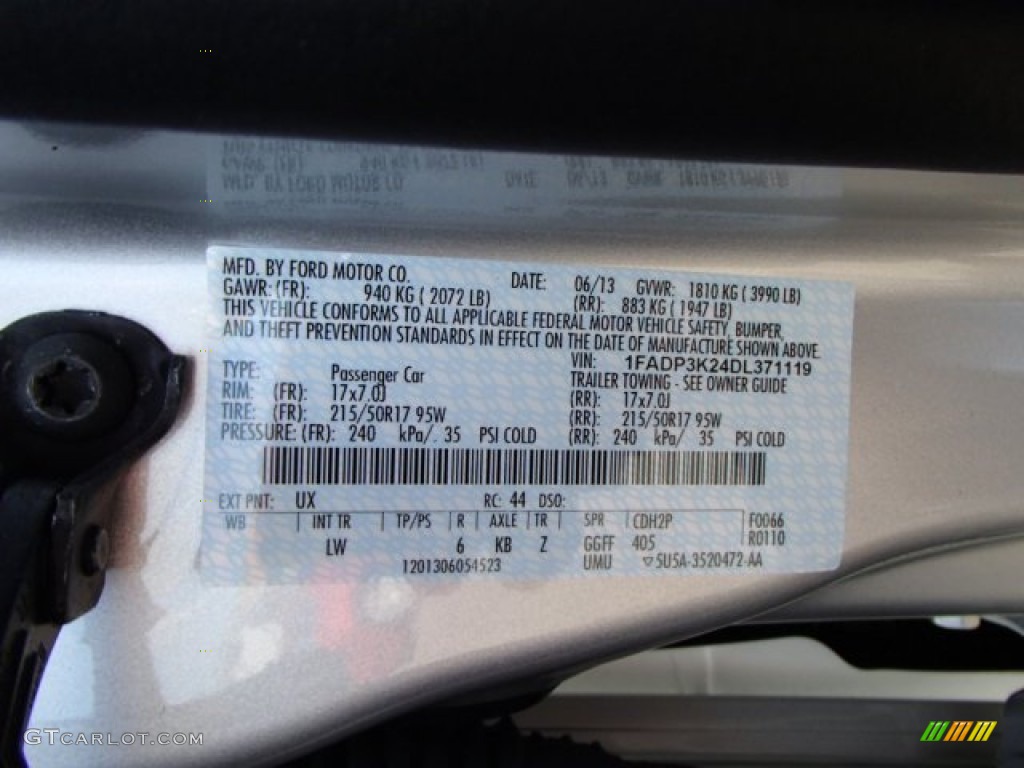 MFD. BY FORD MOTOR CO. DATE: 06/13 GVWR: 1810 KG ( 3990 LB)
GAWR: (FR): 940 KG ( 2072 LB) (RR): 883 KG ( 1947 LB)
THIS VEHICLE CONFORMS TO ALL APPLICABLE FEDERAL MOTOR VEHICLE SAFETY, BUMPER,
AND THEFT PREVENTION STANDARDS IN EFFECT ON THE DATE OF MANUFACTURE SHOWN ABOVE.
VIN: 1FADP3K24DL371119
TYPE: Passenger Car TRAILER TOWING - SEE OWNER GUIDE
RIM: (FR): 17x7.0J (RR): 17x7.0J
TIRE: (FR): 215/50R17 95W (RR): 215/50R17 95W
PRESSURE: (FR): 240 kPa/. 35 PSI COLD (RR): 240 kPa/ 35 PSI COLD
EXT PNT: UX RC: 44 DSO:
WB | INT TR | TP/PS | R | AXLE | TR | SPR CDH2P F0066
LW 6 KB Z GGFF 405 R0110
1201306054523 UMU ▽5U5A-3520472-AA
GTCARLOT.COM